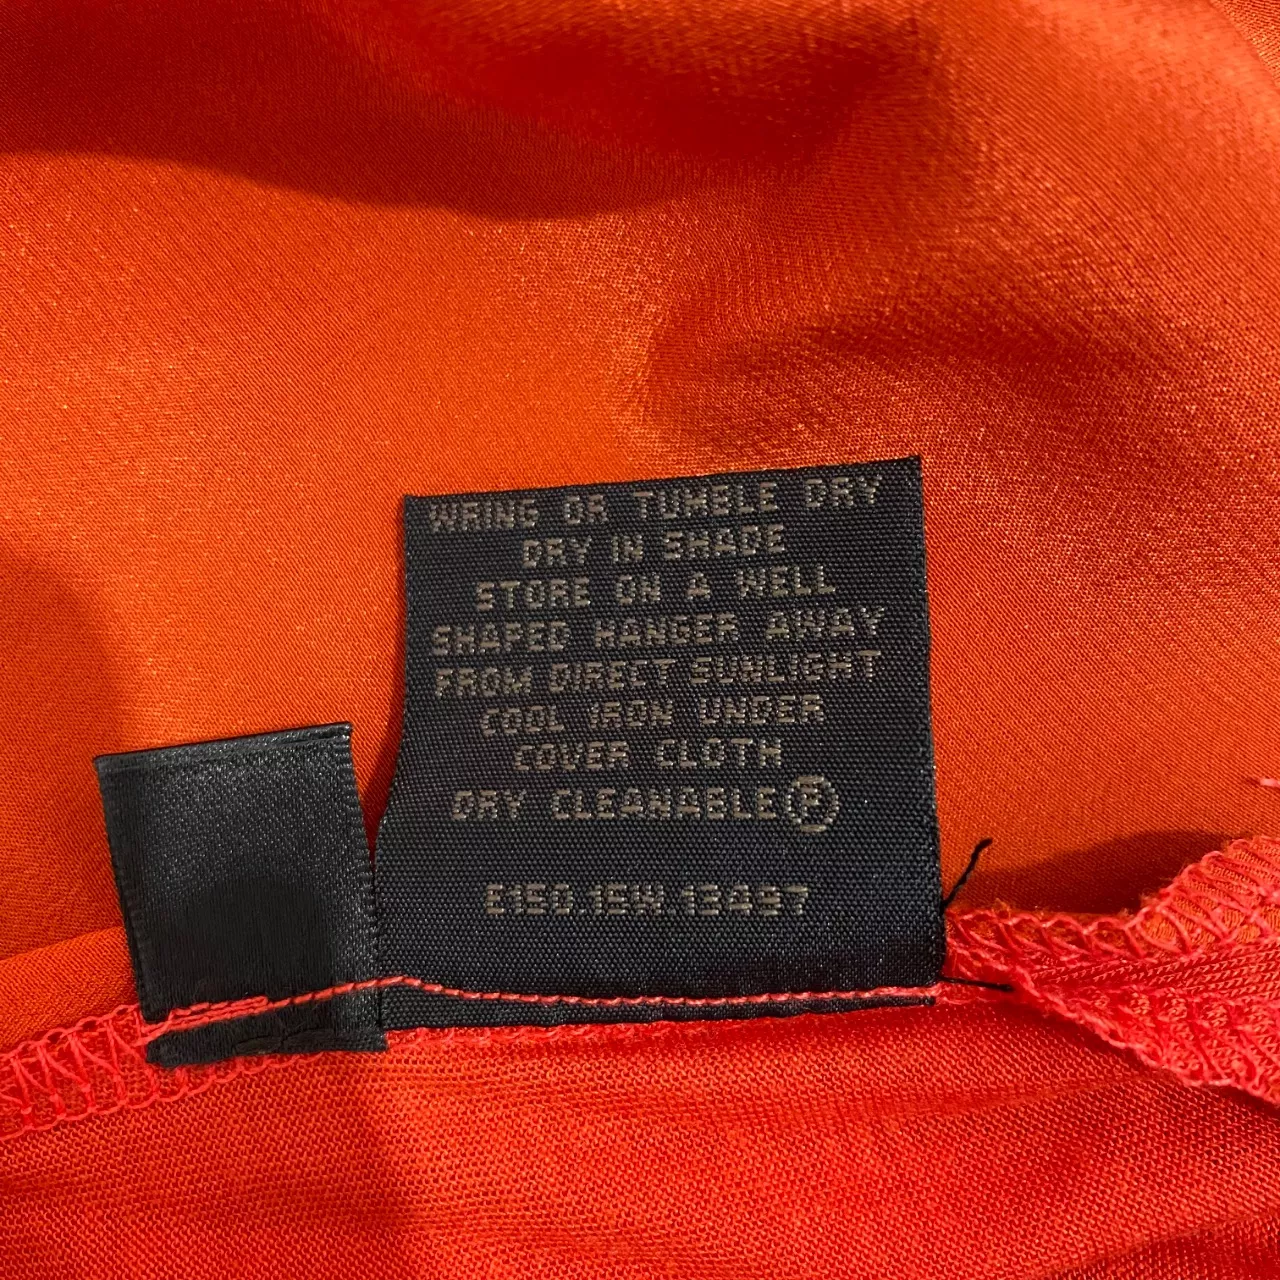 WRING OR TUMBLE DRY
DRY IN SHADE
STORE ON A WELL
SHAPED HANGER AWAY
FROM DIRECT SUNLIGHT
COOL IRON UNDER
COVER CLOTH
DRY CLEANABLE P
E150.15W 13497